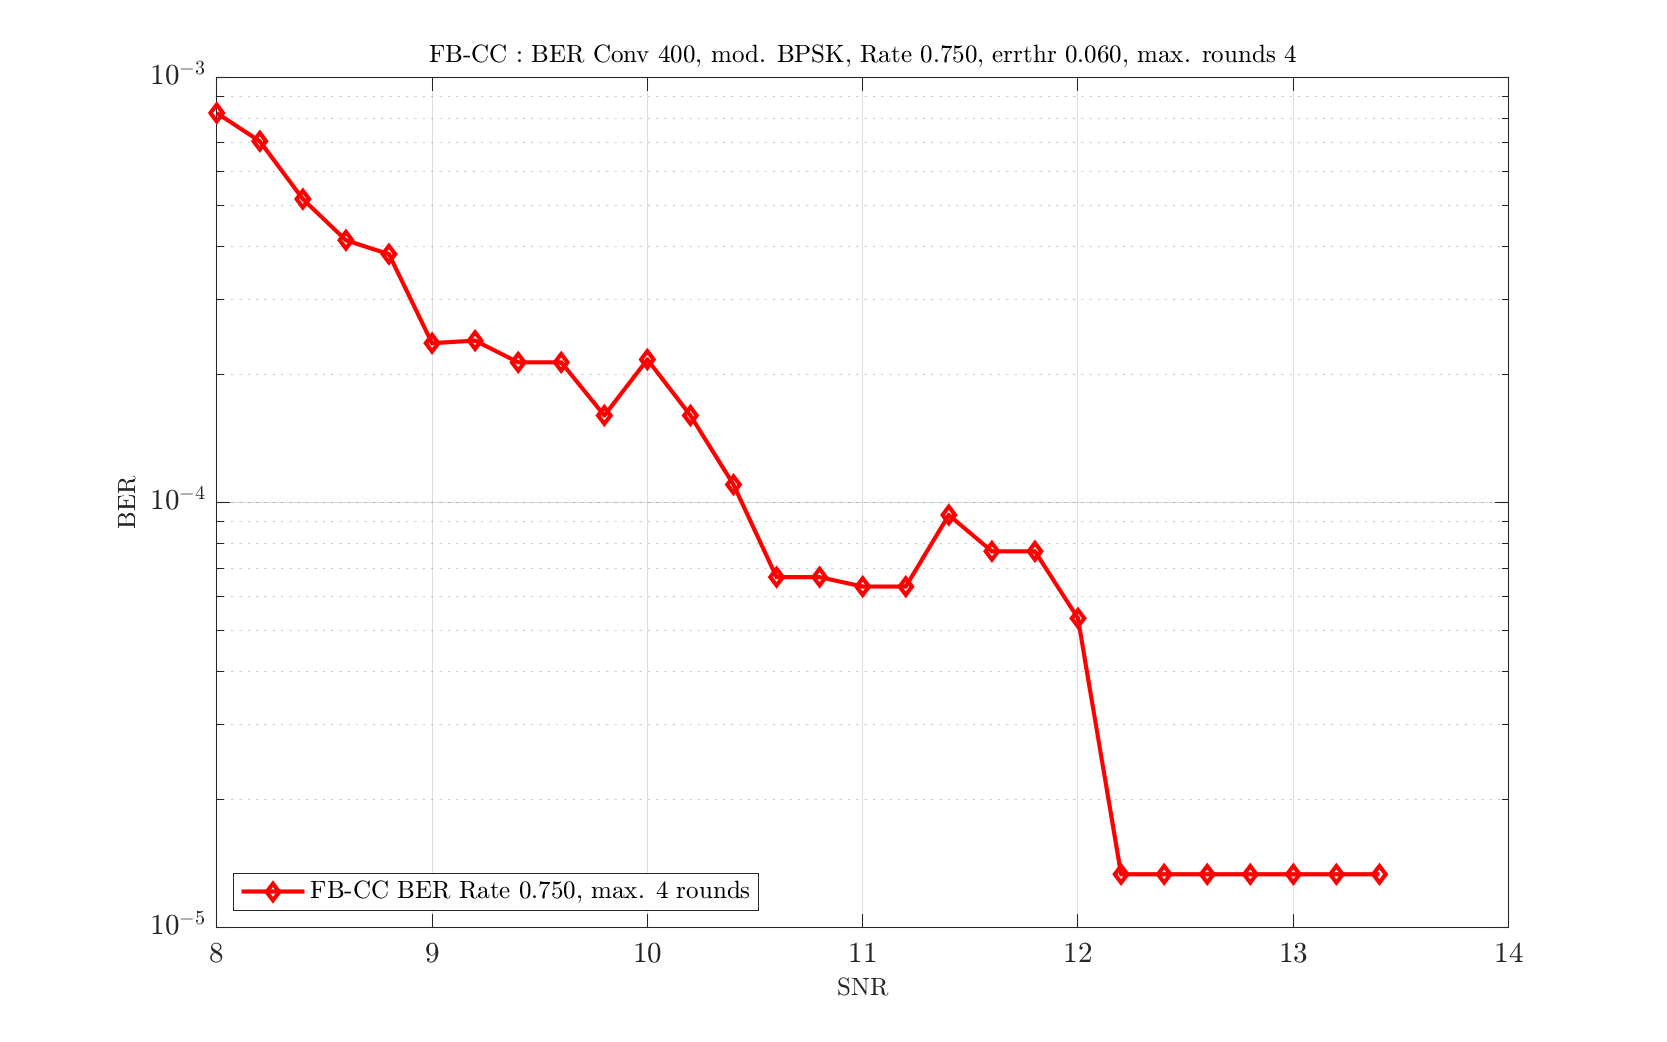 FB-CC : BER Conv 400, mod. BPSK, Rate 0.750, errthr 0.060, max. rounds 4
10⁻³
10⁻⁴
10⁻⁵
BER
FB-CC BER Rate 0.750, max. 4 rounds
8 9 10 11 12 13 14
SNR